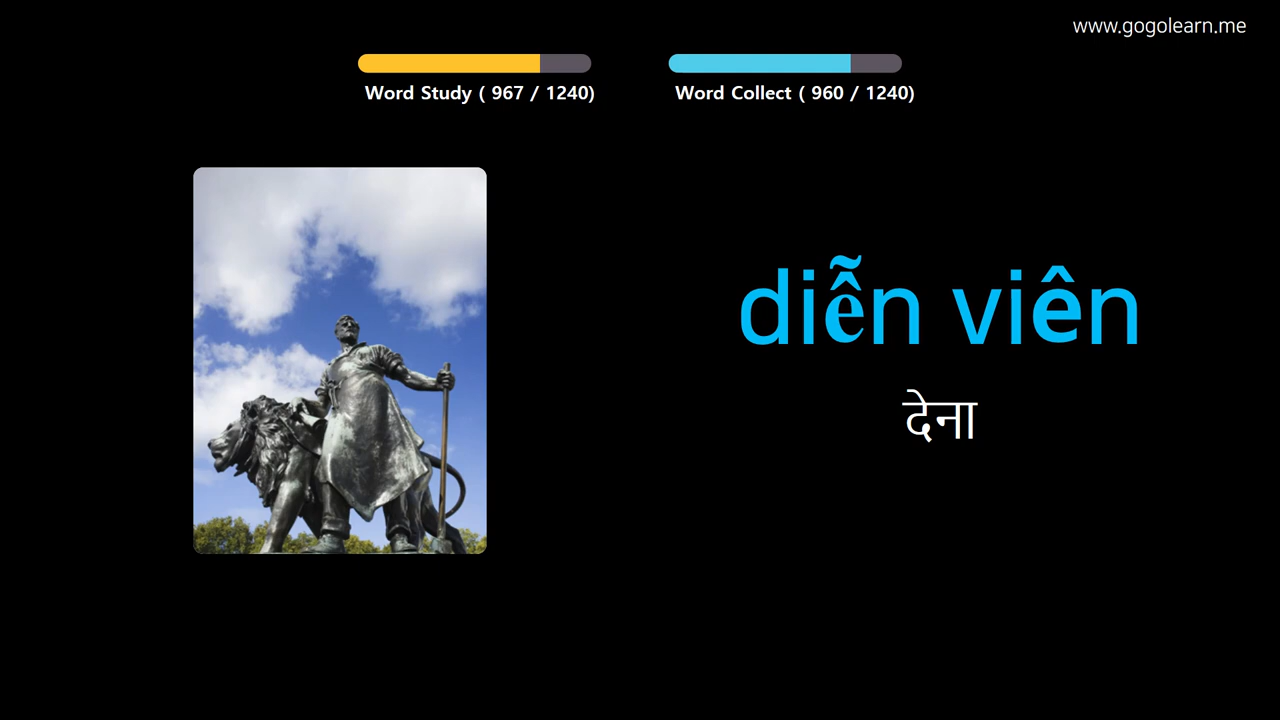 www.gogolearn.me
Word Study ( 967 / 1240)
Word Collect ( 960 / 1240)
diễn viên
देना